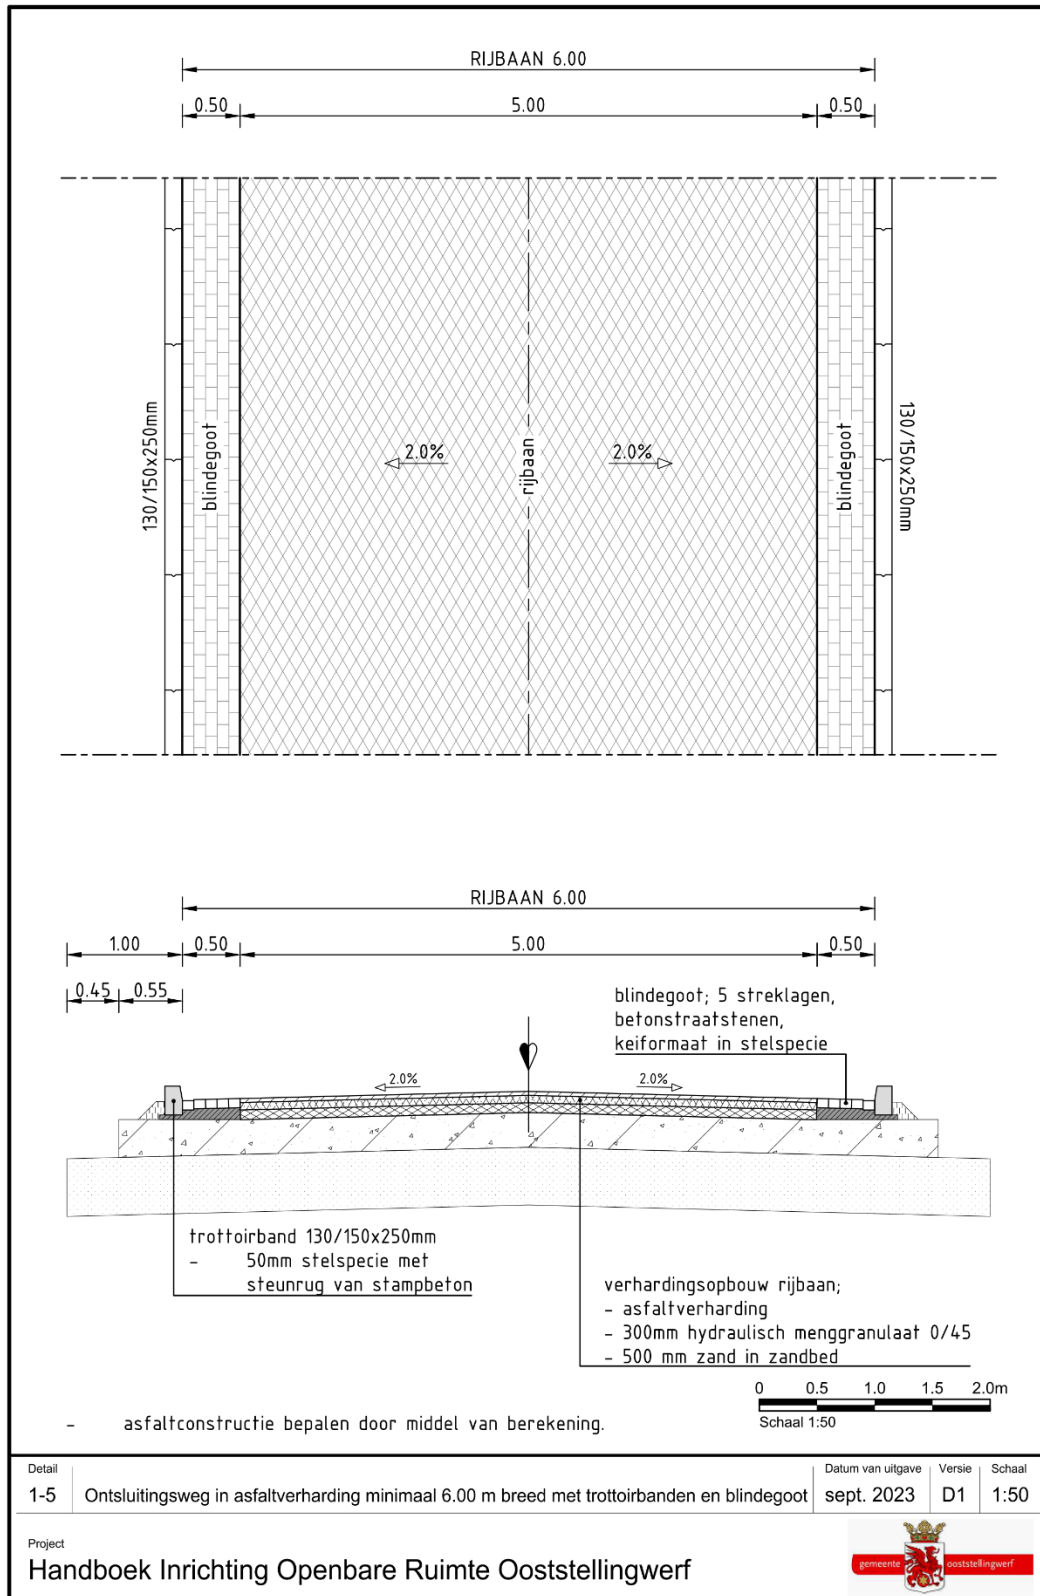 RIJBAAN 6.00
0.50 5.00 0.50
130/150x250mm
blindegoot
2.0%
rijbaan
2.0%
blindegoot
130/150x250mm
RIJBAAN 6.00
1.00 0.50 5.00 0.50
0.45 0.55
blindegoot; 5 streklagen,
betonstraatstenen,
keiformaat in stelspecie
2.0% 2.0%
trottoirband 130/150x250mm
- 50mm stelspecie met
steunrug van stampbeton
verhardingsopbouw rijbaan;
- asfaltverharding
- 300mm hydraulisch menggranulaat 0/45
- 500 mm zand in zandbed
0 0.5 1.0 1.5 2.0m
Schaal 1:50
- asfaltconstructie bepalen door middel van berekening.
Detail Datum van uitgave Versie Schaal
1-5 Ontsluitingsweg in asfaltverharding minimaal 6.00 m breed met trottoirbanden en blindegoot sept. 2023 D1 1:50
Project
Handboek Inrichting Openbare Ruimte Ooststellingwerf
gemeente ooststellingwerf